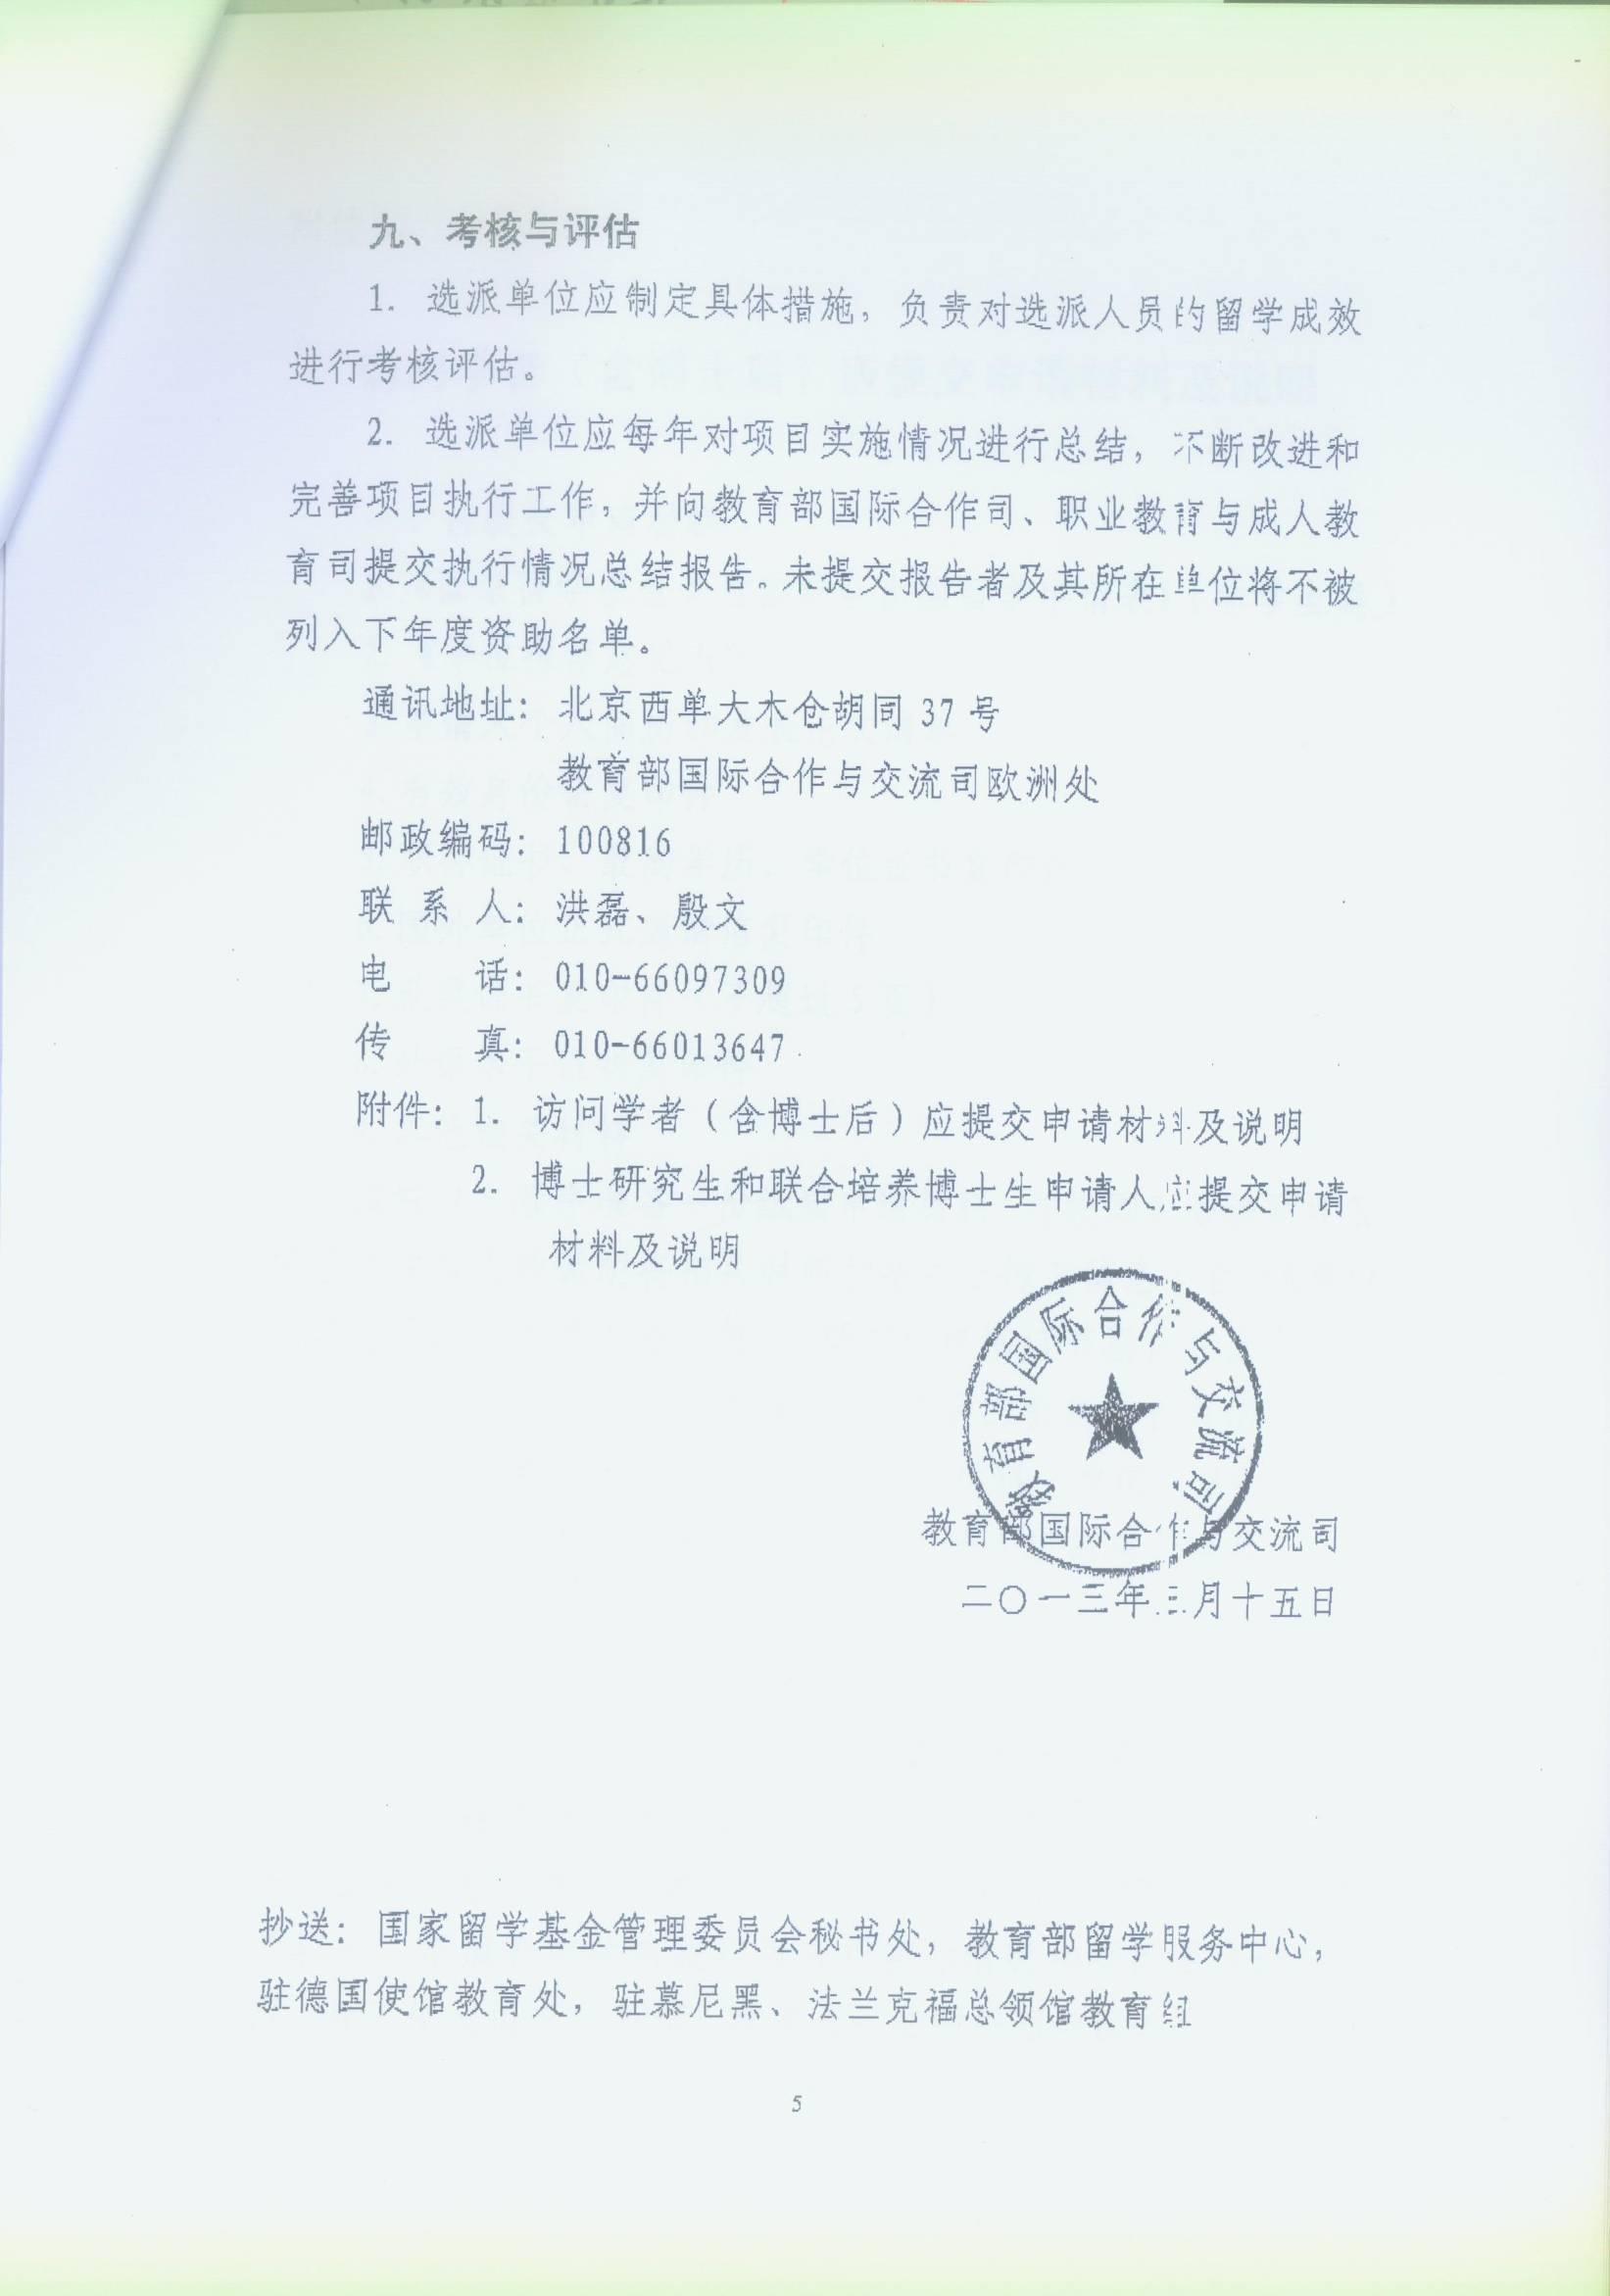 九、考核与评估
1. 选派单位应制定具体措施，负责对选派人员的留学成效
进行考核评估。
2. 选派单位应每年对项目实施情况进行总结，不断改进和
完善项目执行工作，并向教育部国际合作司、职业教育与成人教
育司提交执行情况总结报告。未提交报告者及其所在单位将不被
列入下年度资助名单。
通讯地址： 北京西单大木仓胡同 37 号
教育部国际合作与交流司欧洲处
邮政编码： 100816
联 系 人： 洪磊、殷文
电 话： 010-66097309
传 真： 010-66013647
附件： 1. 访问学者（含博士后）应提交申请材料及说明
2. 博士研究生和联合培养博士生申请人应提交申请
材料及说明
教育部国际合作与交流司
教育部国际合作与交流司
二〇一三年三月十五日
抄送： 国家留学基金管理委员会秘书处，教育部留学服务中心，
驻德国使馆教育处，驻慕尼黑、法兰克福总领馆教育组
5